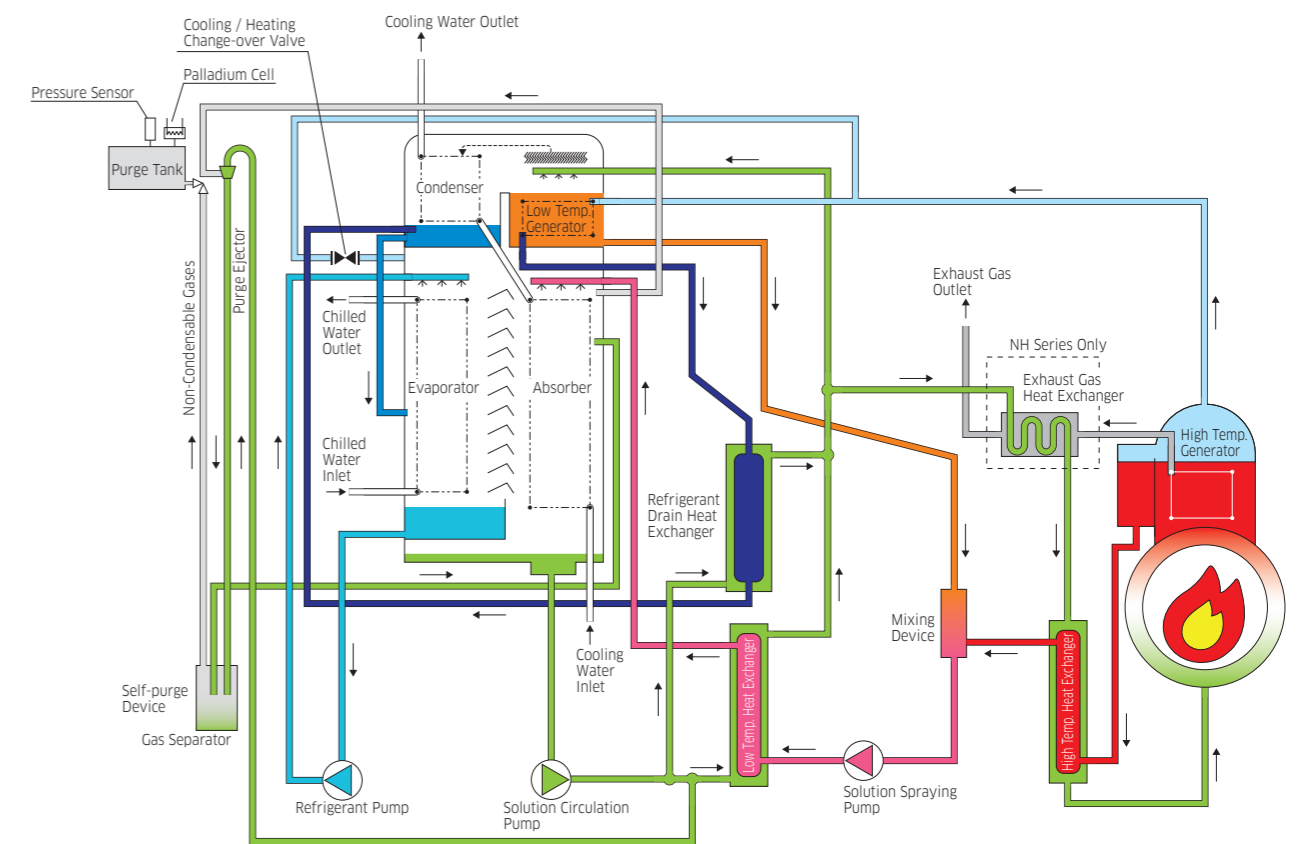 Cooling / Heating
Change-over Valve
Cooling Water Outlet
Palladium Cell
Pressure Sensor
Purge Tank
Condenser
Low Temp.
Generator
Non-Condensable Gases
Purge Ejector
Chilled
Water
Outlet
Evaporator
Absorber
Chilled
Water
Inlet
Exhaust Gas
Outlet
NH Series Only
Exhaust Gas
Heat Exchanger
High Temp.
Generator
Refrigerant
Drain Heat
Exchanger
Mixing
Device
Cooling
Water
Inlet
Low Temp. Heat Exchanger
High Temp. Heat Exchanger
Self-purge
Device
Gas Separator
Refrigerant Pump
Solution Circulation
Pump
Solution Spraying
Pump